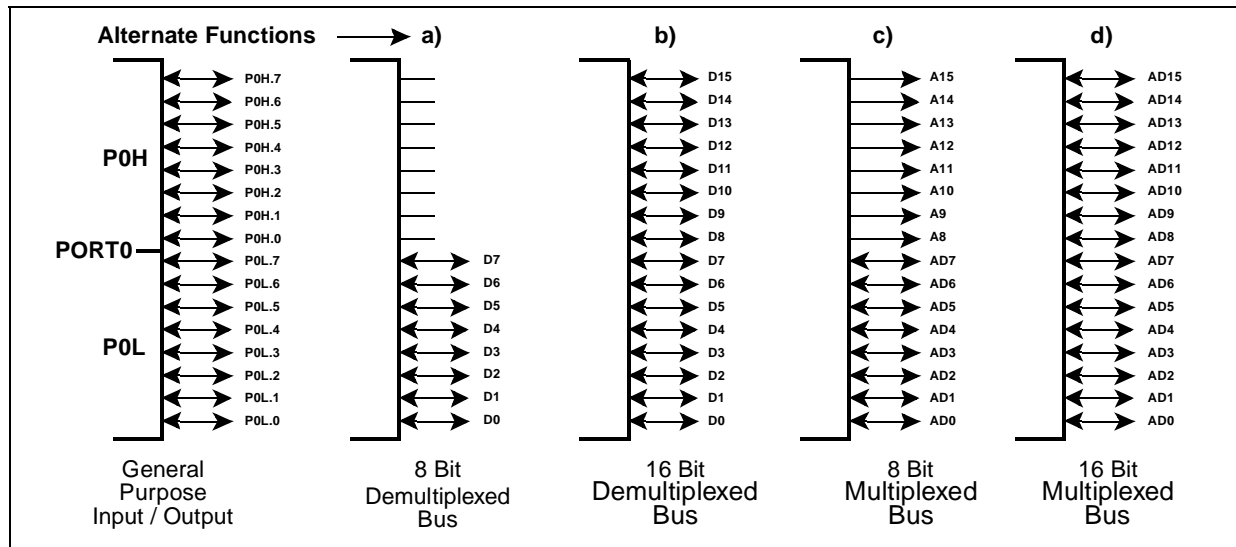 Alternate Functions a) b) c) d)
P0H.7 D15 A15 AD15
P0H.6 D14 A14 AD14
P0H.5 D13 A13 AD13
P0H.4 D12 A12 AD12
P0H
P0H.3 D11 A11 AD11
P0H.2 D10 A10 AD10
P0H.1 D9 A9 AD9
P0H.0 D8 A8 AD8
PORT0
P0L.7 D7 D7 AD7 AD7
P0L.6 D6 D6 AD6 AD6
P0L.5 D5 D5 AD5 AD5
P0L.4 D4 D4 AD4 AD4
P0L
P0L.3 D3 D3 AD3 AD3
P0L.2 D2 D2 AD2 AD2
P0L.1 D1 D1 AD1 AD1
P0L.0 D0 D0 AD0 AD0
General
Purpose
Input / Output
8 Bit
Demultiplexed
Bus
16 Bit
Demultiplexed
Bus
8 Bit
Multiplexed
Bus
16 Bit
Multiplexed
Bus